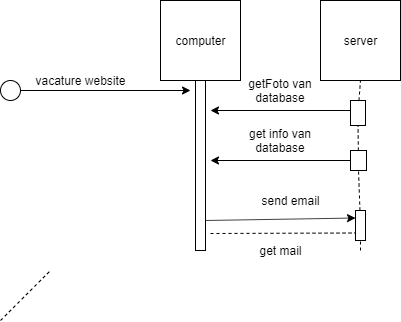 computer
server
vacature website
getFoto van
database
get info van
database
send email
get mail